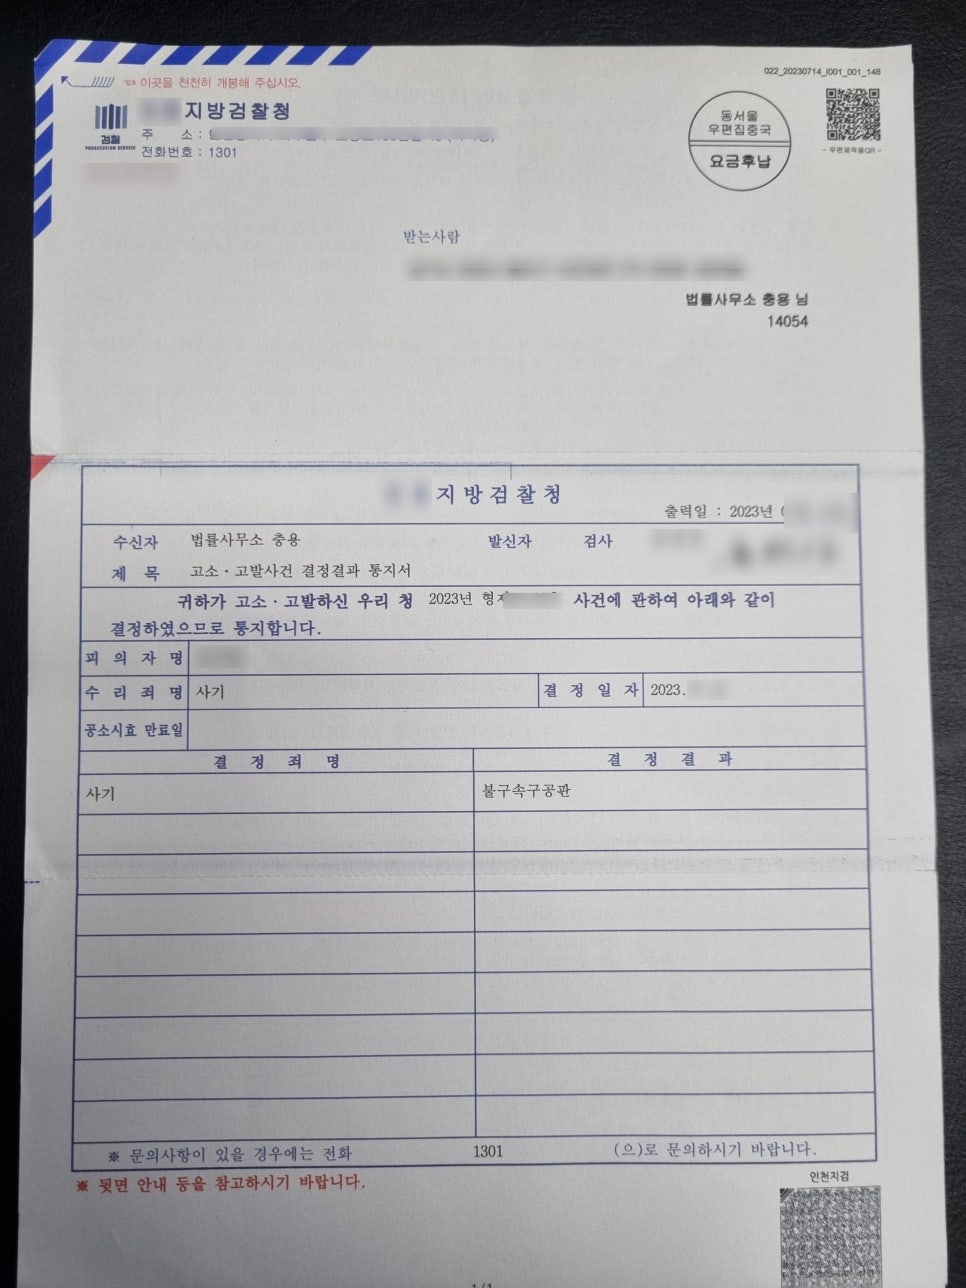 022_20230714_I001_001_148
☜ 이곳을 천천히 개봉해 주십시오.
지방검찰청
검찰
PROSECUTION SERVICE
주 소 :
전화번호 : 1301
동서울
우편집중국
요금후납
- 우편제작용QR -
받는사람
법률사무소 충용 님
14054
지방검찰청
출력일 : 2023년
수신자 법률사무소 충용 발신자 검사
제 목 고소·고발사건 결정결과 통지서
귀하가 고소·고발하신 우리 청 2023년 형제 사건에 관하여 아래와 같이
결정하였으므로 통지합니다.
피 의 자 명
수 리 죄 명 사기 결 정 일 자 2023.
공소시효 만료일
결 정 죄 명 결 정 결 과
사기 불구속구공판
※ 문의사항이 있을 경우에는 전화 1301 (으)로 문의하시기 바랍니다.
※ 뒷면 안내 등을 참고하시기 바랍니다.
인천지검
1/1